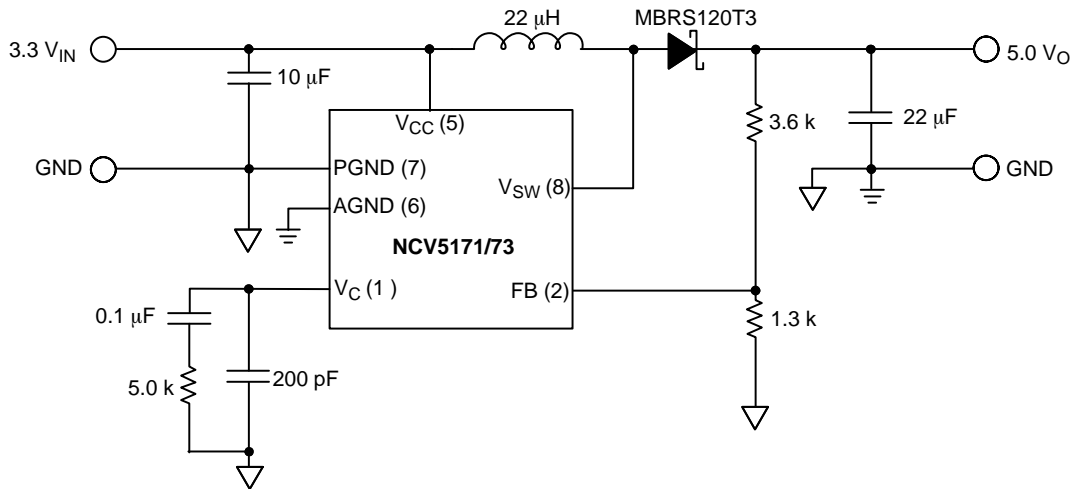 22 μH
MBRS120T3
3.3 V_IN
5.0 V_O
10 μF
V_CC (5)
3.6 k
22 μF
GND
PGND (7)
V_SW (8)
GND
AGND (6)
NCV5171/73
V_C (1 )
FB (2)
0.1 μF
1.3 k
5.0 k
200 pF